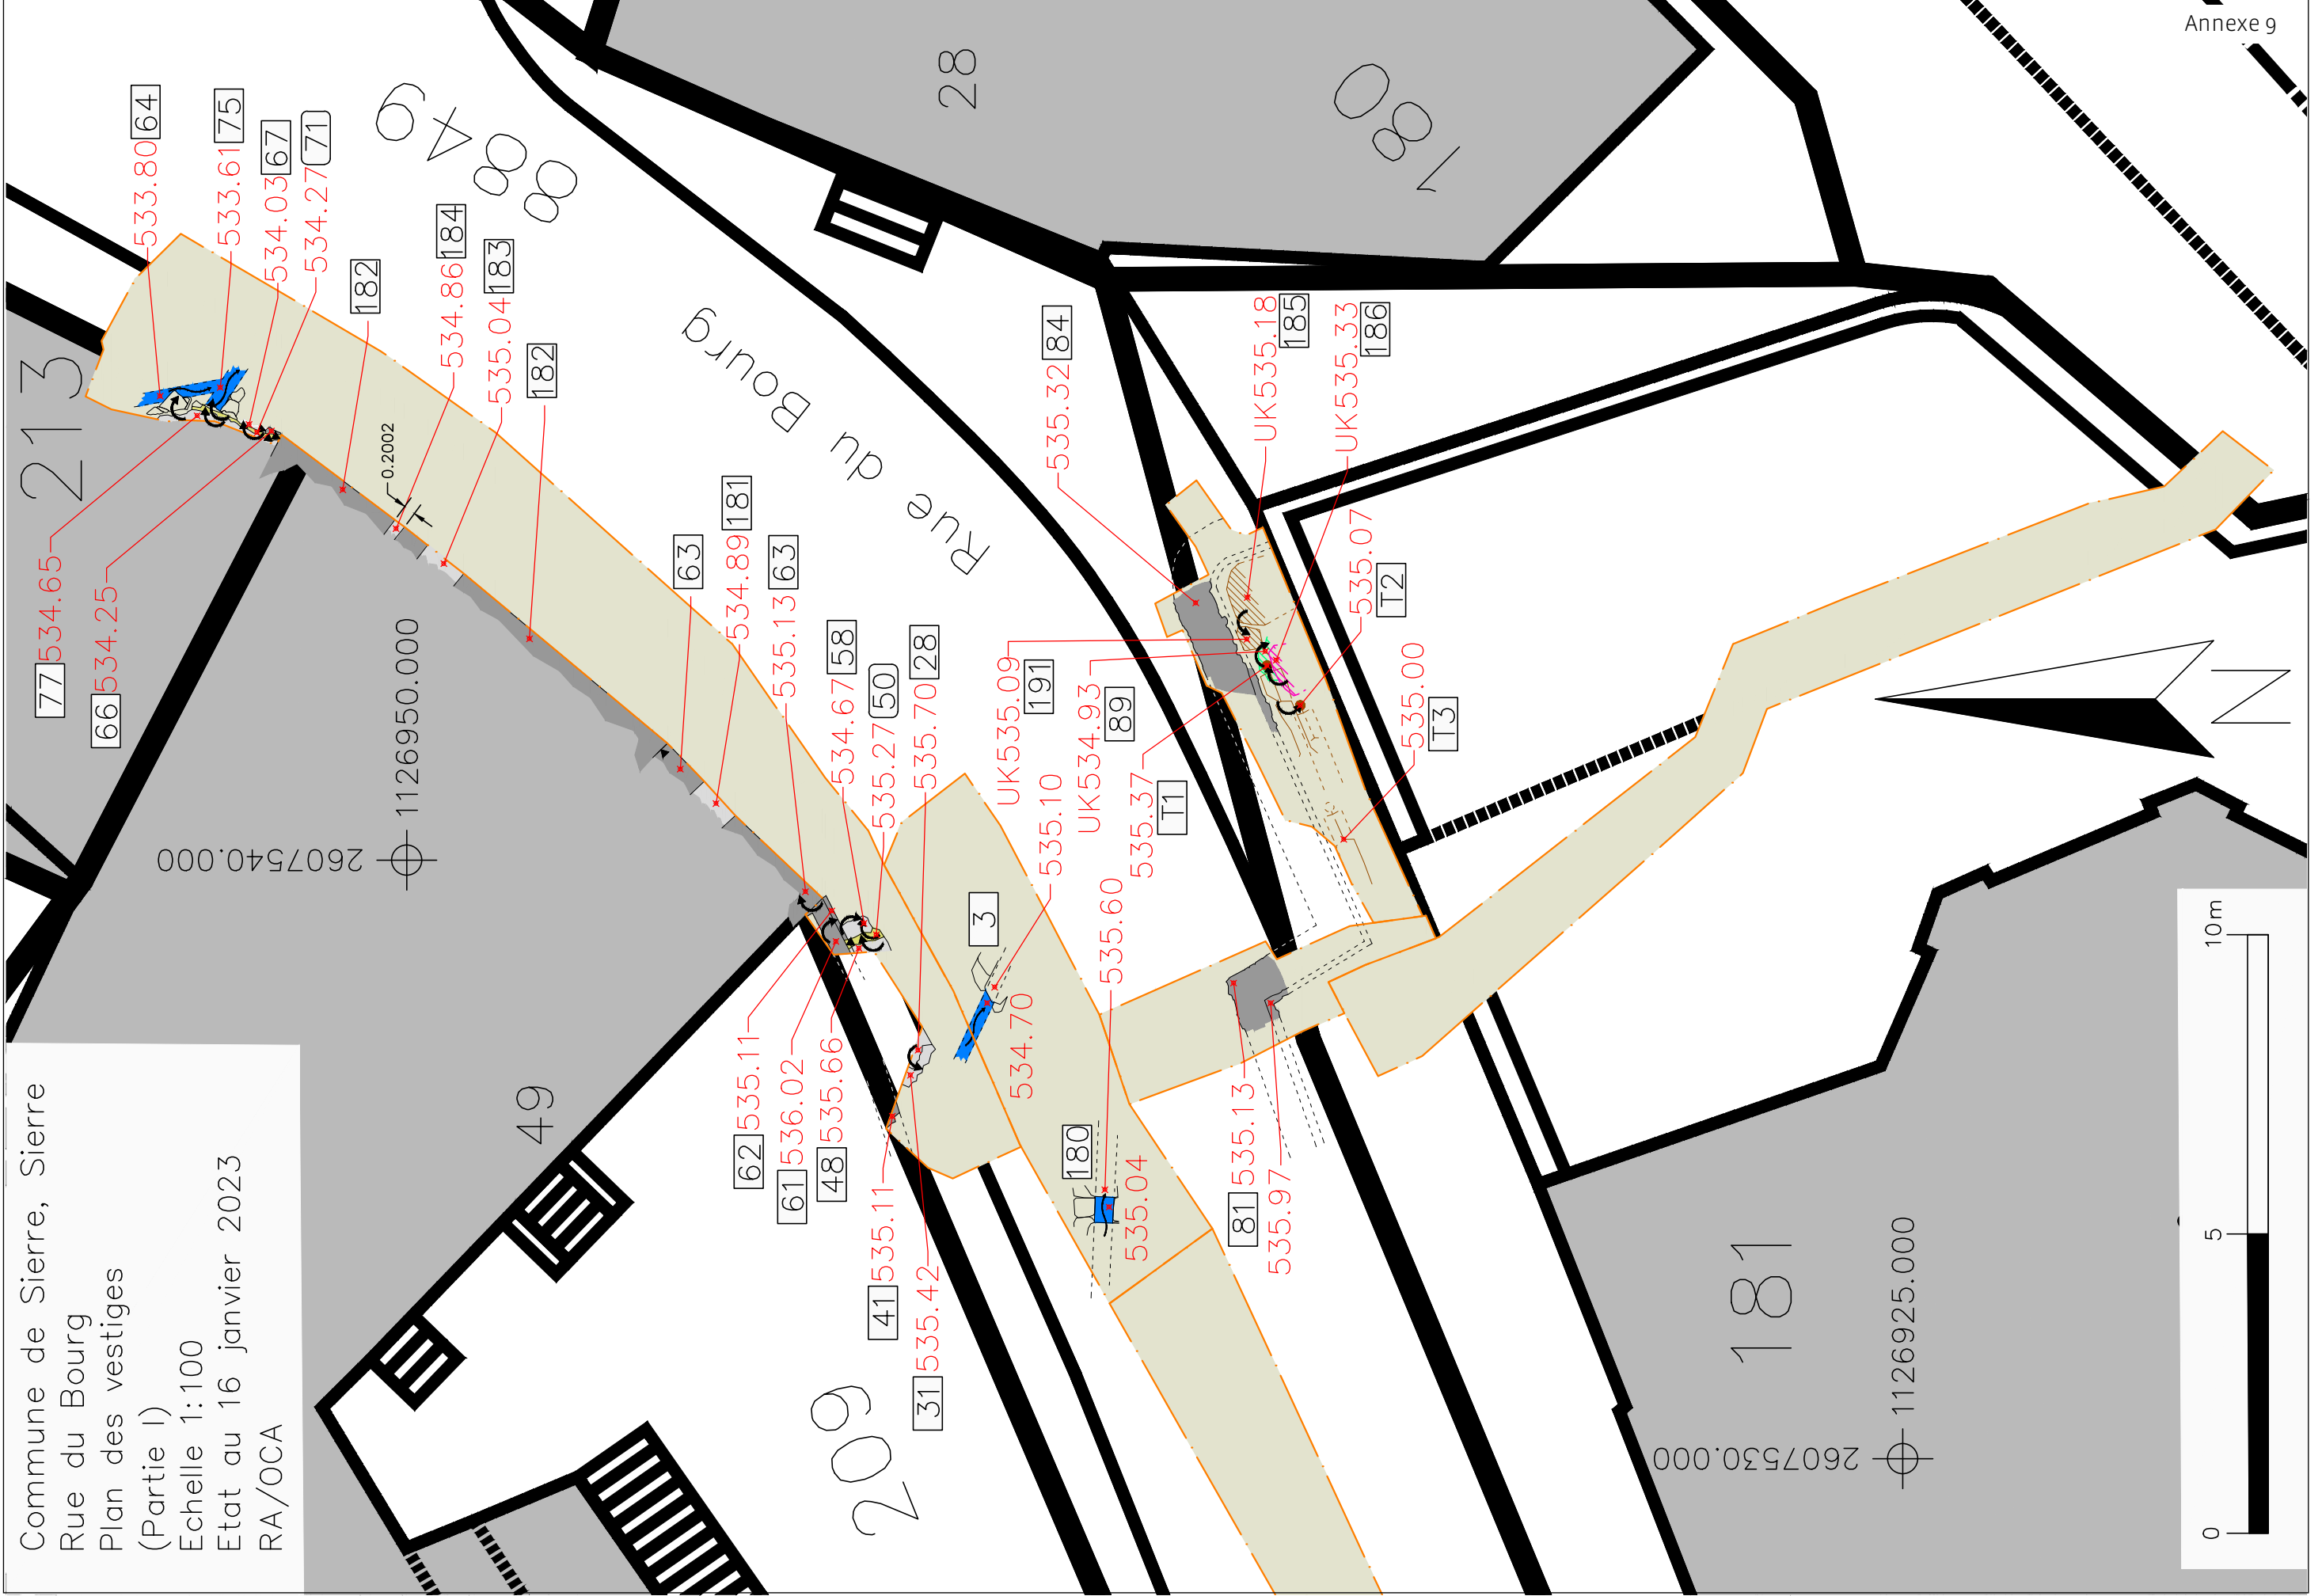 Annexe 9
Commune de Sierre, Sierre
Rue du Bourg
Plan des vestiges
(Partie I)
Echelle 1:100
Etat au 16 janvier 2023
RA/OCA
213
533.80 64
533.61 75
534.03 67
534.27 71
182
534.86 184
535.04 183
182
0.2002
77 534.65
66 534.25
8849
28
180
Rue du Bourg
1126950.000
2607540.000
63
534.89 181
535.13 63
534.67 58
535.27 50
535.70 28
49
62 535.11
61 536.02
48 535.66
41 535.11
31 535.42
209
3
535.10
534.70
535.60
180
535.04
535.32 84
UK535.18
185
UK535.33
186
535.07
T2
535.00
T3
UK535.09
191
UK534.93
89
535.37
T1
81 535.13
535.97
181
1126925.000
2607530.000
N
0 5 10m